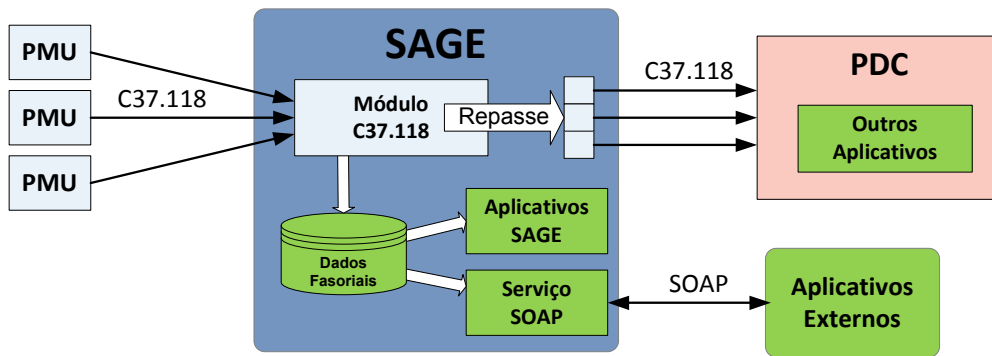 SAGE
PMU
PMU
PMU
C37.118
Módulo
C37.118
Repasse
C37.118
PDC
Outros
Aplicativos
Dados
Fasoriais
Aplicativos
SAGE
Serviço
SOAP
SOAP
Aplicativos
Externos